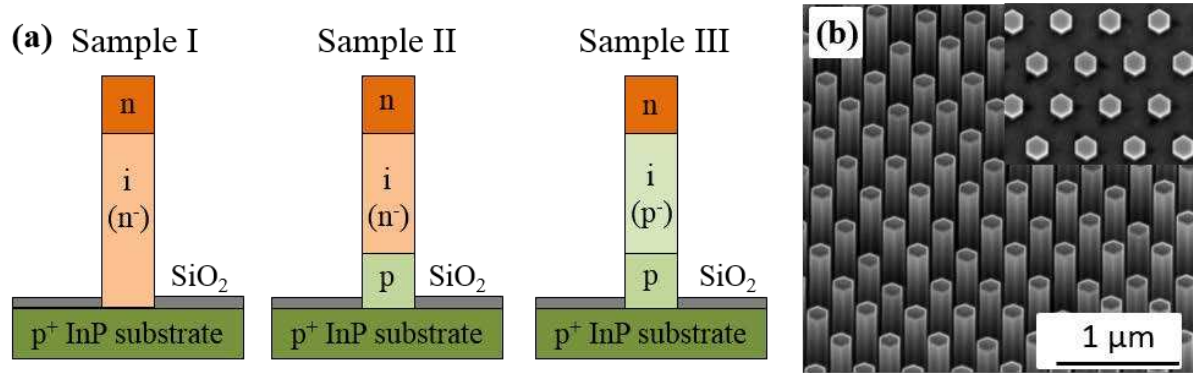 (a) Sample I Sample II Sample III (b)
n n n
i i i
(n-) (n-) (p-)
p p
SiO2 SiO2 SiO2
p+ InP substrate p+ InP substrate p+ InP substrate
1 μm